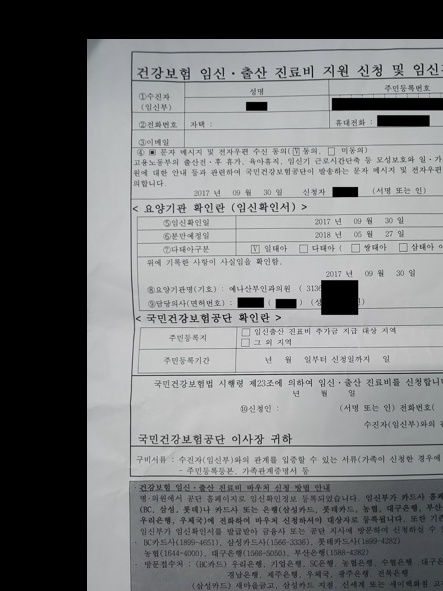 건강보험 임신·출산 진료비 지원 신청 및 임신
①수진자
(임신부)
성명
주민등록번호
②전화번호 자택 :
휴대전화 :
③이메일
④ ▣ 문자 메시지 및 전자우편 수신 동의(☑동의, □ 미동의)
고용노동부의 출산전·후 휴가, 육아휴직, 임신기 근로시간단축 등 모성보호와 일·가
원에 대한 안내 등과 관련하여 국민건강보험공단이 발송하는 문자 메시지 및 전자우편
의합니다.
2017 년 09 월 30 일 신청자 (서명 또는 인)
< 요양기관 확인란 (임신확인서) >
⑤임신확인일 2017 년 09 월 30 일
⑥분만예정일 2018 년 05 월 27 일
⑦다태아구분 ☑ 일태아 □ 다태아 ( □ 쌍태아 □ 삼태아
위에 기록한 사항이 사실임을 확인함.
2017 년 09 월 30 일
⑧요양기관명(기호) : 예나산부인과의원 ( 3136
⑨담당의사(면허번호) : ( )
< 국민건강보험공단 확인란 >
주민등록지
□ 임신출산 진료비 추가금 지급 대상 지역
□ 그 외 지역
주민등록기간 년 월 일부터 신청일까지 일
국민건강보험법 시행령 제23조에 의하여 임신·출산 진료비를 신청합니
년 월 일
⑩신청인 : (서명 또는 인) 전화번호(
수진자(임신부)와의
국민건강보험공단 이사장 귀하
구비서류 : 수진자(임신부)와의 관계를 입증할 수 있는 서류(가족이 신청한 경우에
- 주민등록등본, 가족관계증명서 등
· 건강보험 임신·출산 진료비 바우처 신청 방법 안내
병·의원에서 공단 홈페이지로 임신확인정보 등록되었습니다. 임신부가 카드사 홈페
(BC, 삼성, 롯데)나 카드사 또는 은행(삼성카드, 롯데카드, 농협, 대구은행, 부산
우리은행, 우체국)에 전화하여 바우처 신청하셔야 대상자로 등록됩니다. 또한 기존
임신부가 임신확인서를 발급받아 금융사 또는 공단 지사에 방문하여 신청하실 수
· BC카드사(1899-4651), 삼성카드사(1566-3336), 롯데카드사(1899-4282)
농협(1644-4000), 대구은행(1566-5050), 부산은행(1588-4282)
· 방문접수처 : (BC카드) 우리은행, 기업은행, SC은행, 농협은행, 수협은행, 대구은
경남은행, 제주은행, 우체국, 광주은행, 전북은행
(삼성카드) 새마을금고, 삼성카드 지점, 신세계 또는 세이백화점